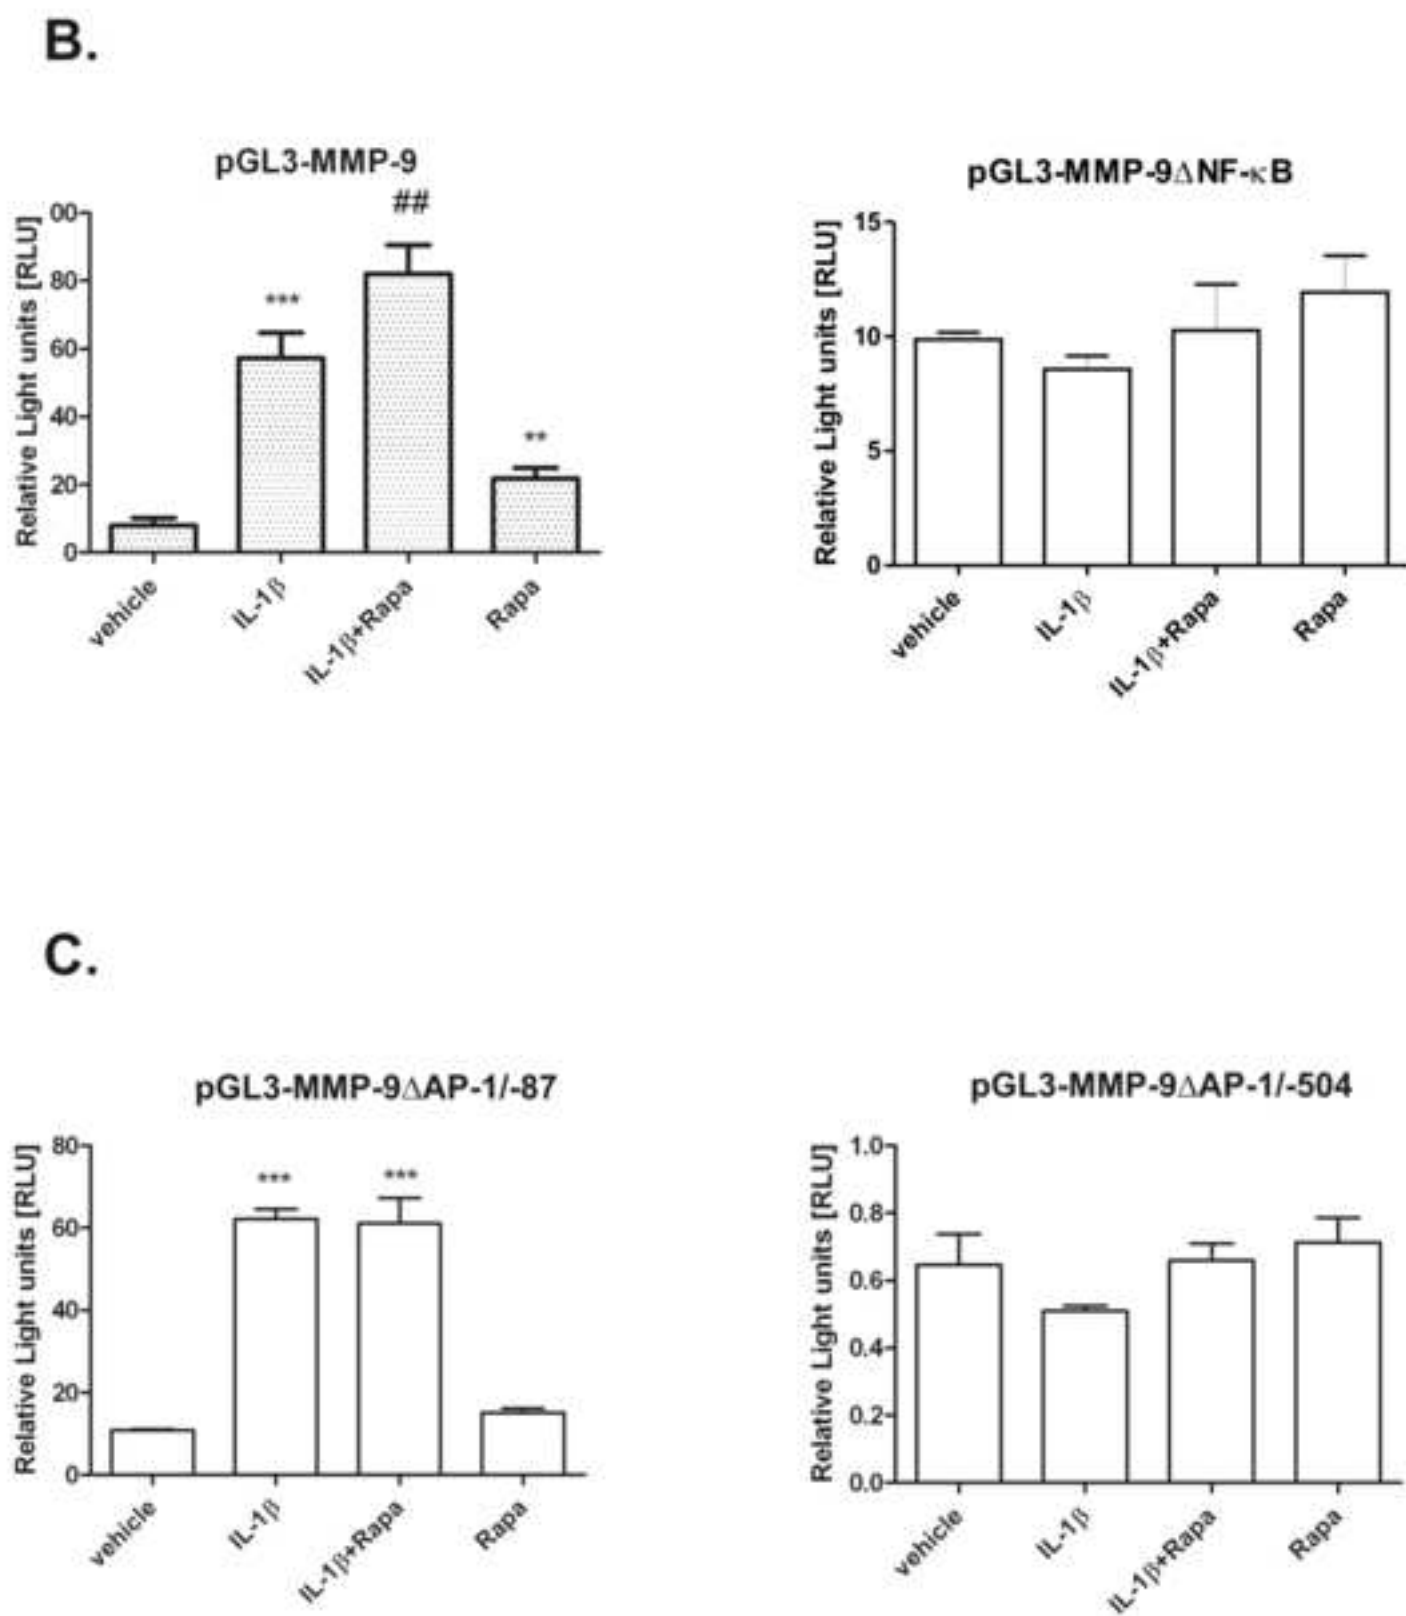 B.
pGL3-MMP-9
##
Relative Light units [RLU]
00
80
60
40
20
0
***
**
vehicle
IL-1β
IL-1β+Rapa
Rapa
pGL3-MMP-9ΔNF-κB
Relative Light units [RLU]
15
10
5
0
vehicle
IL-1β
IL-1β+Rapa
Rapa
C.
pGL3-MMP-9ΔAP-1/-87
Relative Light units [RLU]
80
60
40
20
0
***
***
vehicle
IL-1β
IL-1β+Rapa
Rapa
pGL3-MMP-9ΔAP-1/-504
Relative Light units [RLU]
1.0
0.8
0.6
0.4
0.2
0.0
vehicle
IL-1β
IL-1β+Rapa
Rapa